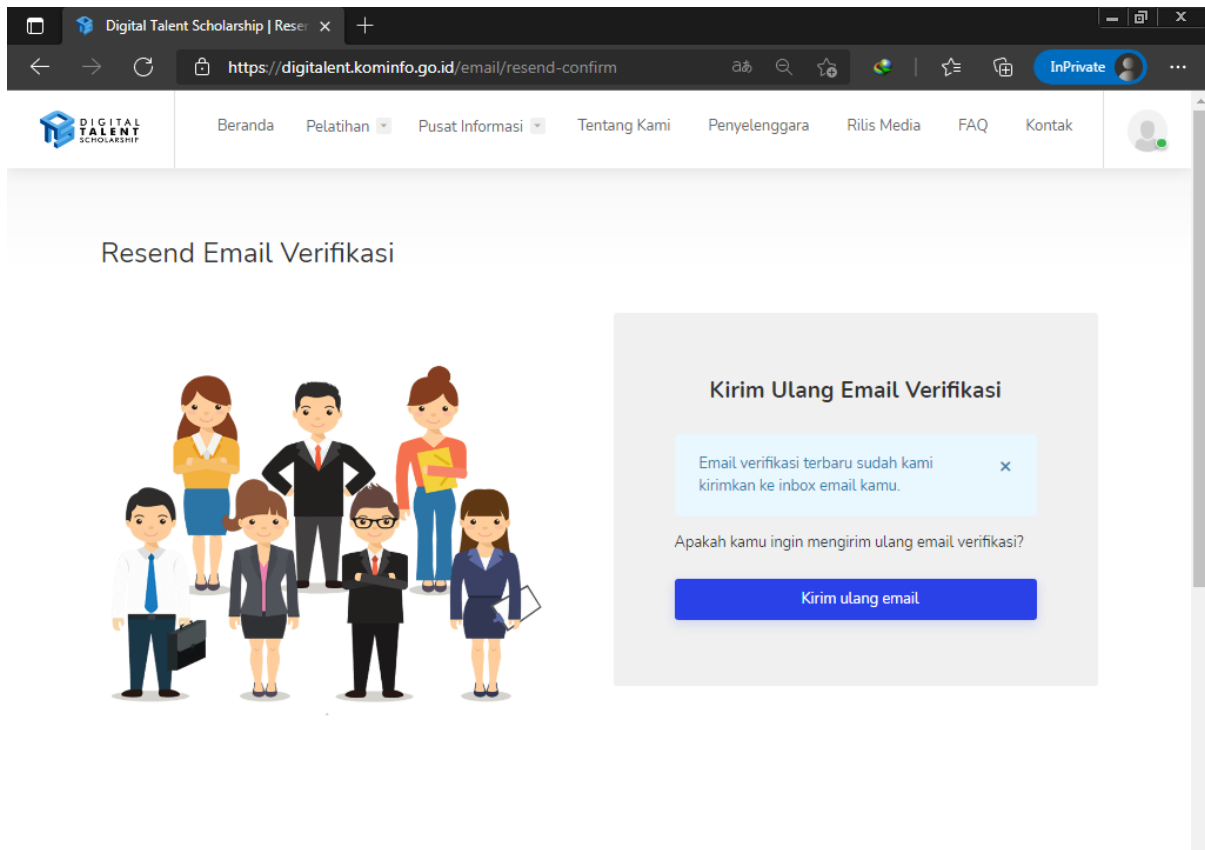 Digital Talent Scholarship | Reser
https://digitalent.kominfo.go.id/email/resend-confirm
InPrivate
DIGITAL
TALENT
SCHOLARSHIP
Beranda Pelatihan Pusat Informasi Tentang Kami Penyelenggara Rilis Media FAQ Kontak
Resend Email Verifikasi
Kirim Ulang Email Verifikasi
Email verifikasi terbaru sudah kami
kirimkan ke inbox email kamu.
Apakah kamu ingin mengirim ulang email verifikasi?
Kirim ulang email